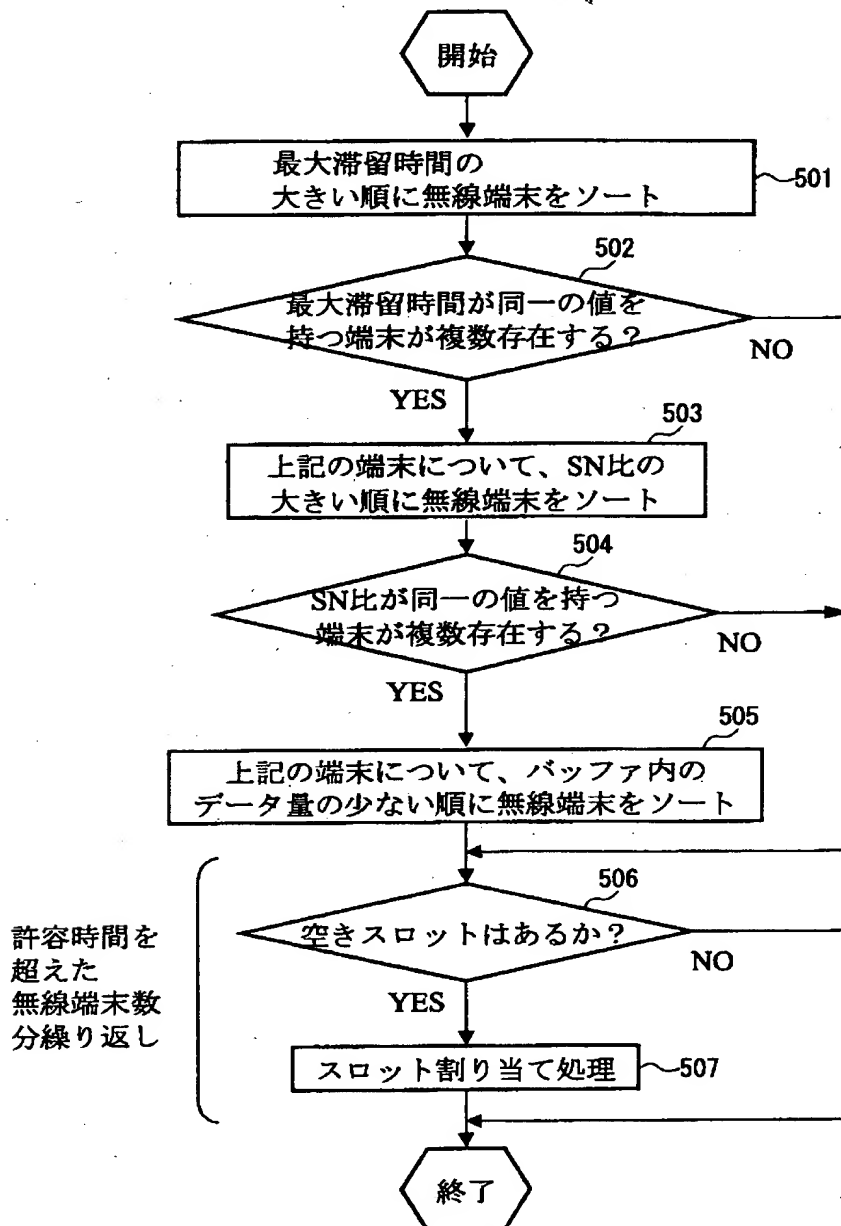 開始
最大滞留時間の
大きい順に無線端末をソート
501
502
最大滞留時間が同一の値を
持つ端末が複数存在する？
NO
YES
503
上記の端末について、SN比の
大きい順に無線端末をソート
504
SN比が同一の値を持つ
端末が複数存在する？
NO
YES
505
上記の端末について、バッファ内の
データ量の少ない順に無線端末をソート
506
空きスロットはあるか？
NO
YES
許容時間を
超えた
無線端末数
分繰り返し
スロット割り当て処理
507
終了